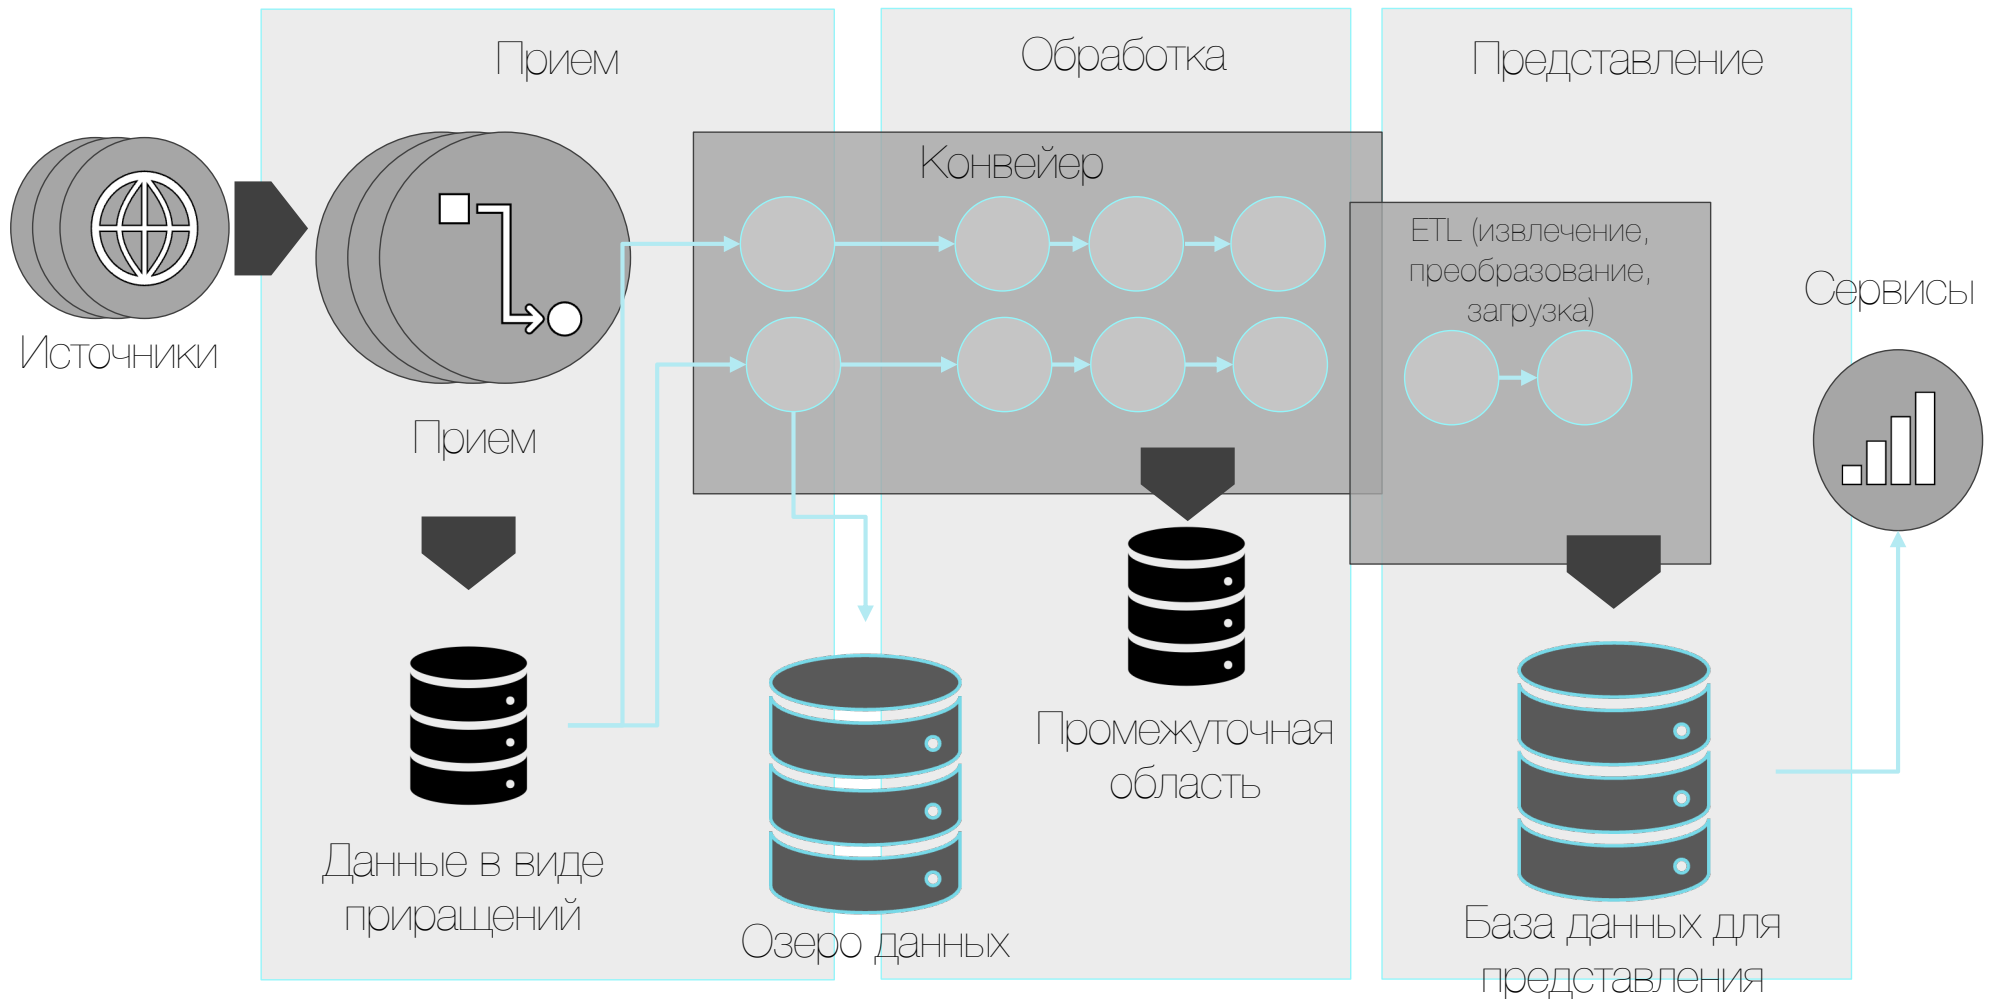 Прием
Обработка
Представление
Конвейер
ETL (извлечение,
преобразование,
загрузка)
Сервисы
Источники
Прием
Промежуточная
область
Данные в виде
приращений
Озеро данных
База данных для
представления